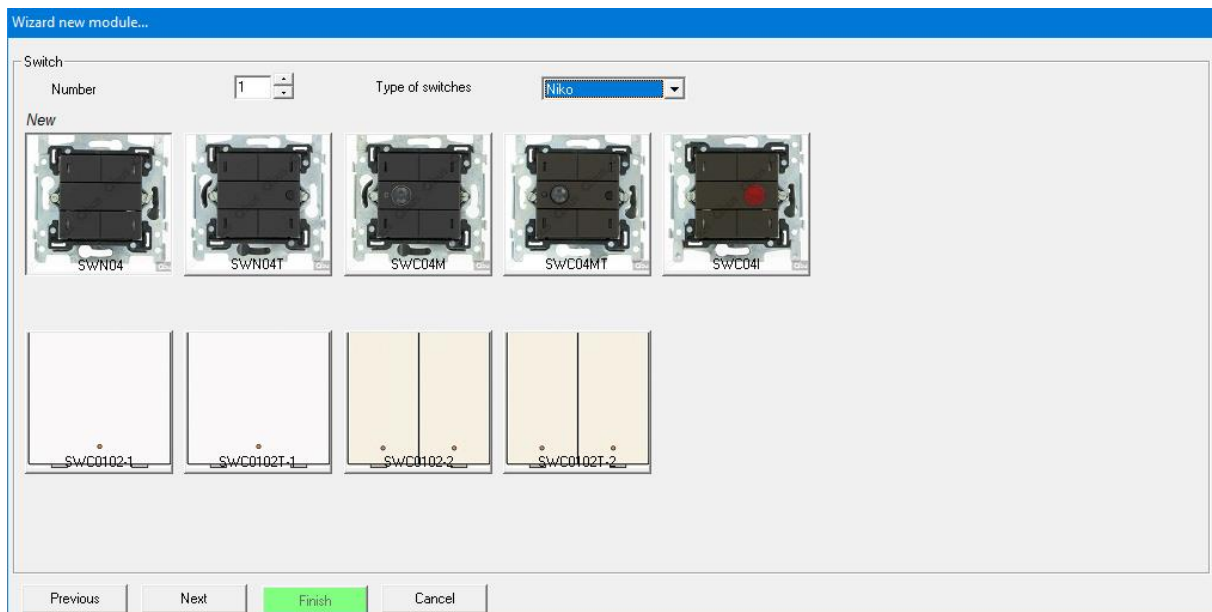 Wizard new module...
Switch
Number 1 Type of switches Niko
New
SWN04 SWN04T SWC04M SWC04MT SWC04I
SWC0102-1 SWC0102T-1 SWC0102-2 SWC0102T-2
Previous Next Finish Cancel